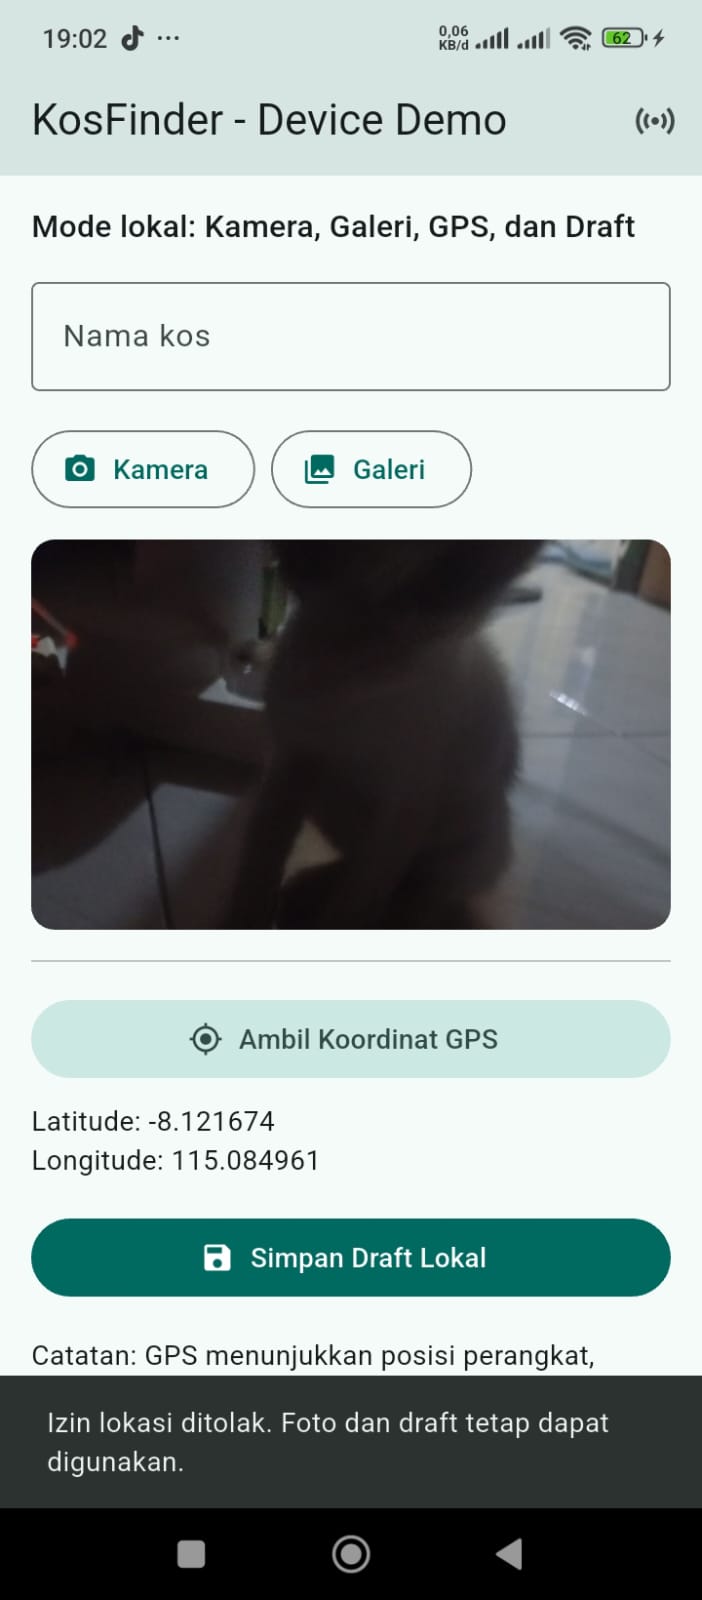 19:02 ...
0,06
KB/d
62
KosFinder - Device Demo
Mode lokal: Kamera, Galeri, GPS, dan Draft
Nama kos
Kamera Galeri
Ambil Koordinat GPS
Latitude: -8.121674
Longitude: 115.084961
Simpan Draft Lokal
Catatan: GPS menunjukkan posisi perangkat,
Izin lokasi ditolak. Foto dan draft tetap dapat
digunakan.